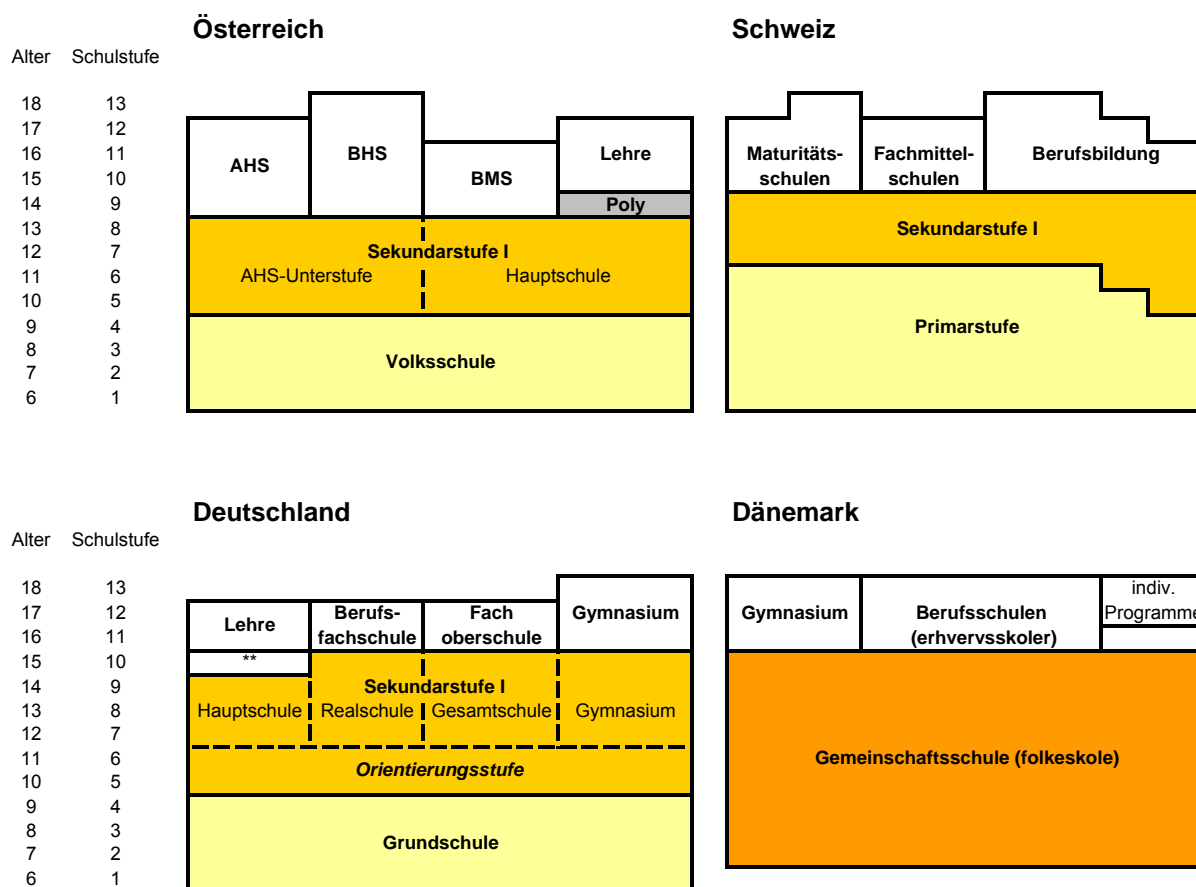 Österreich Schweiz
Alter Schulstufe
18 13
17 12
16 11
15 10
14 9
13 8
12 7
11 6
10 5
9 4
8 3
7 2
6 1
AHS
BHS
BMS
Lehre
Poly
Sekundarstufe I
AHS-Unterstufe Hauptschule
Volksschule
Maturitäts-
schulen
Fachmittel-
schulen
Berufsbildung
Sekundarstufe I
Primarstufe
Deutschland Dänemark
Alter Schulstufe
18 13
17 12
16 11
15 10
14 9
13 8
12 7
11 6
10 5
9 4
8 3
7 2
6 1
Lehre
**
Berufs-
fachschule
Fach
oberschule
Gymnasium
Sekundarstufe I
Hauptschule Realschule Gesamtschule Gymnasium
Orientierungsstufe
Grundschule
Gymnasium
Berufsschulen
(erhvervsskoler)
indiv.
Programme
Gemeinschaftsschule (folkeskole)